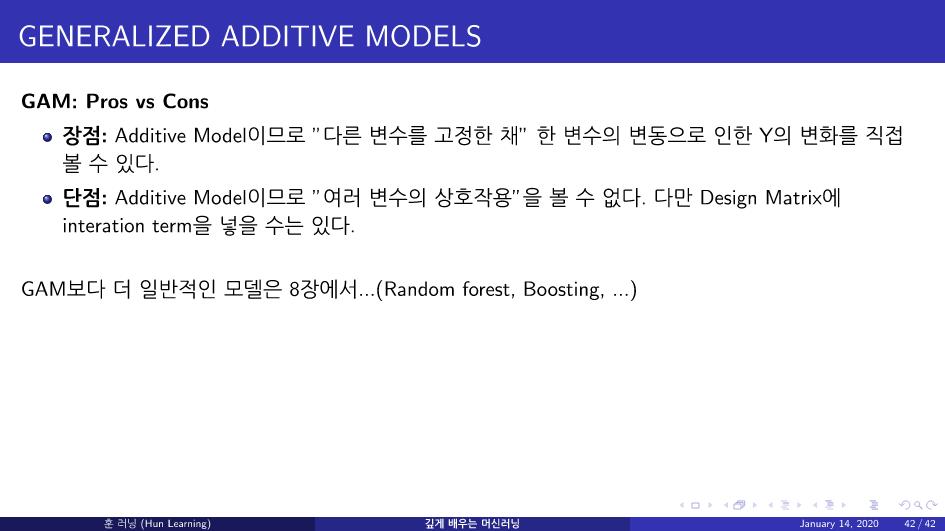 GENERALIZED ADDITIVE MODELS
GAM: Pros vs Cons
장점: Additive Model이므로 ”다른 변수를 고정한 채” 한 변수의 변동으로 인한 Y의 변화를 직접
볼 수 있다.
단점: Additive Model이므로 ”여러 변수의 상호작용”을 볼 수 없다. 다만 Design Matrix에
interation term을 넣을 수는 있다.
GAM보다 더 일반적인 모델은 8장에서...(Random forest, Boosting, ...)
훈 러닝 (Hun Learning) 깊게 배우는 머신러닝 January 14, 2020 42 / 42